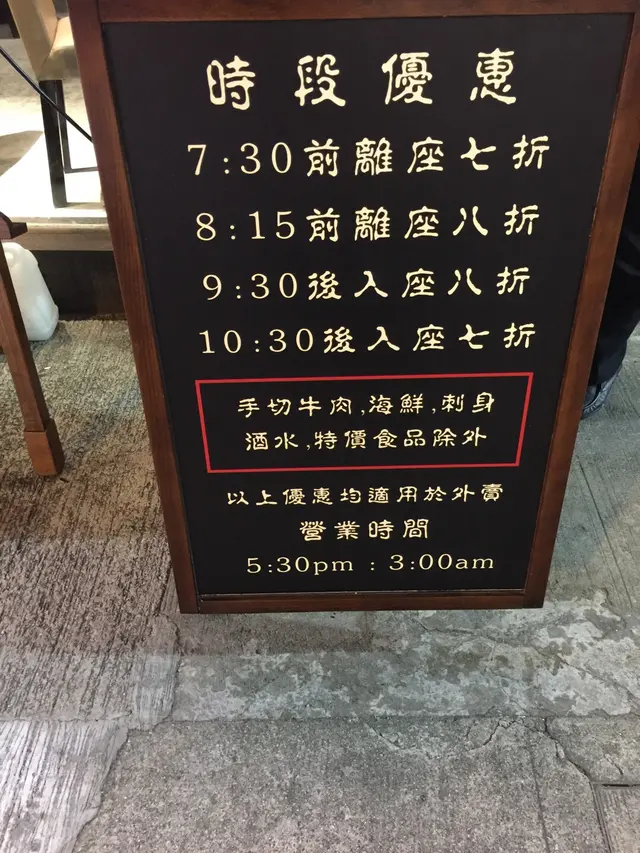 時段優惠
7:30前離座七折
8:15前離座八折
9:30後入座八折
10:30後入座七折
手切牛肉,海鮮,刺身
酒水,特價食品除外
以上優惠均適用於外賣
營業時間
5:30pm : 3:00am